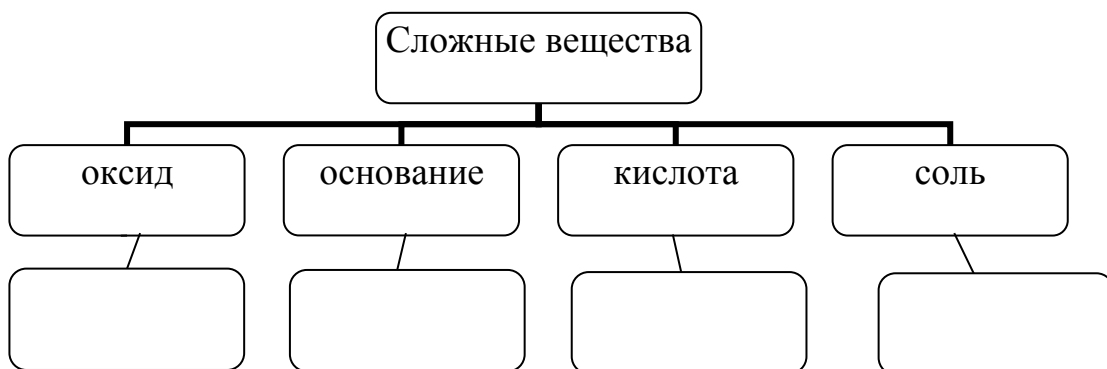 Сложные вещества
оксид
основание
кислота
соль